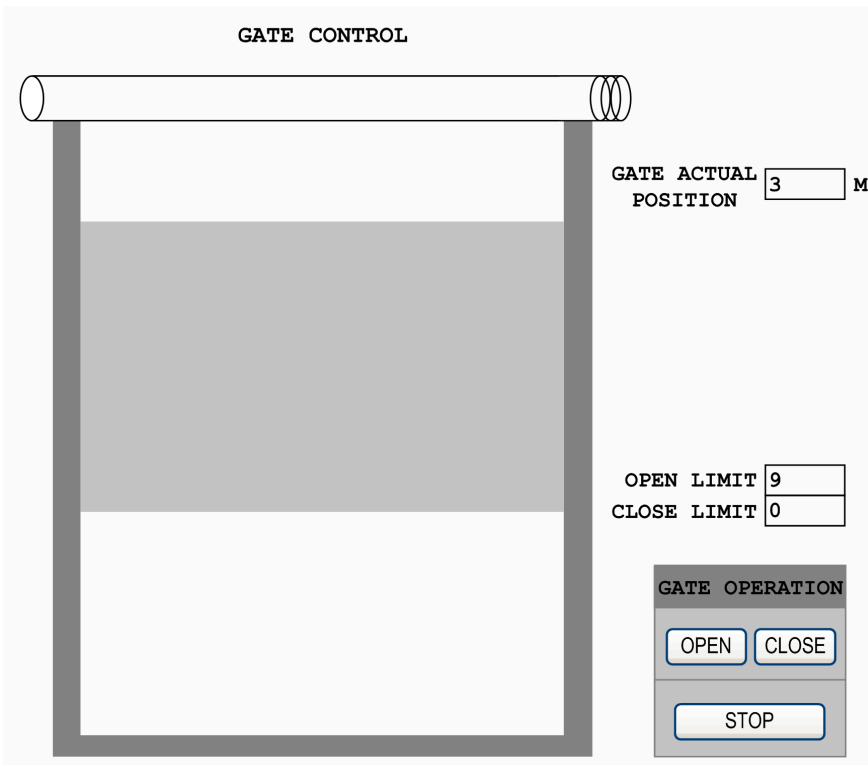 GATE CONTROL
GATE ACTUAL
POSITION
3
M
OPEN LIMIT 9
CLOSE LIMIT 0
GATE OPERATION
OPEN CLOSE
STOP